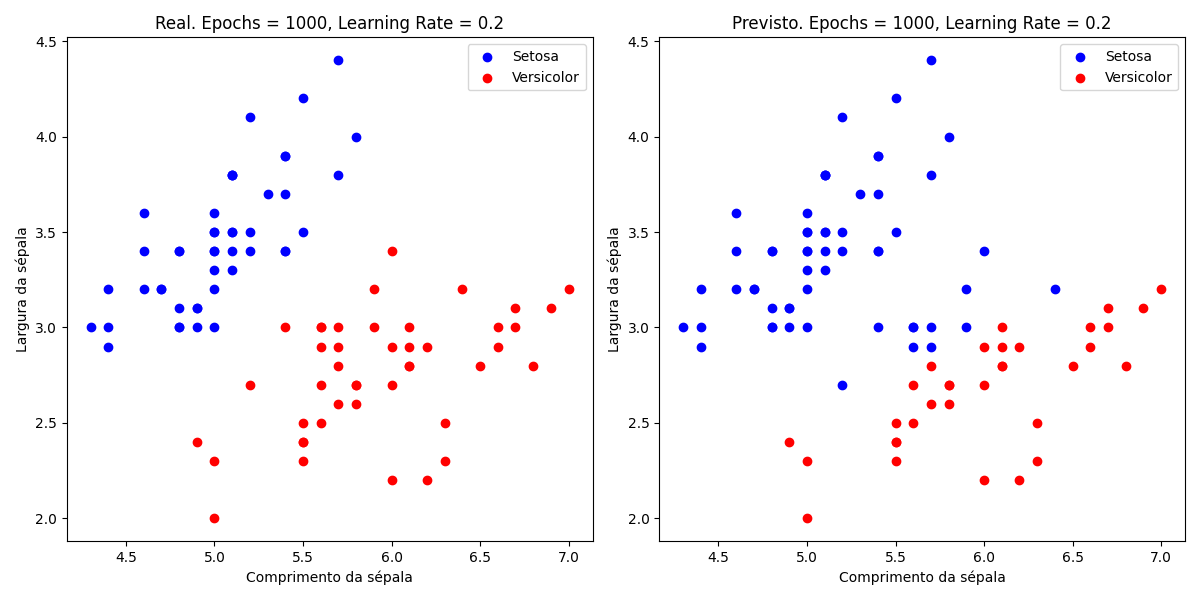 Real. Epochs = 1000, Learning Rate = 0.2
Setosa
Versicolor
Largura da sépala
4.5
4.0
3.5
3.0
2.5
2.0
4.5 5.0 5.5 6.0 6.5 7.0
Comprimento da sépala
Previsto. Epochs = 1000, Learning Rate = 0.2
Setosa
Versicolor
Largura da sépala
4.5
4.0
3.5
3.0
2.5
2.0
4.5 5.0 5.5 6.0 6.5 7.0
Comprimento da sépala